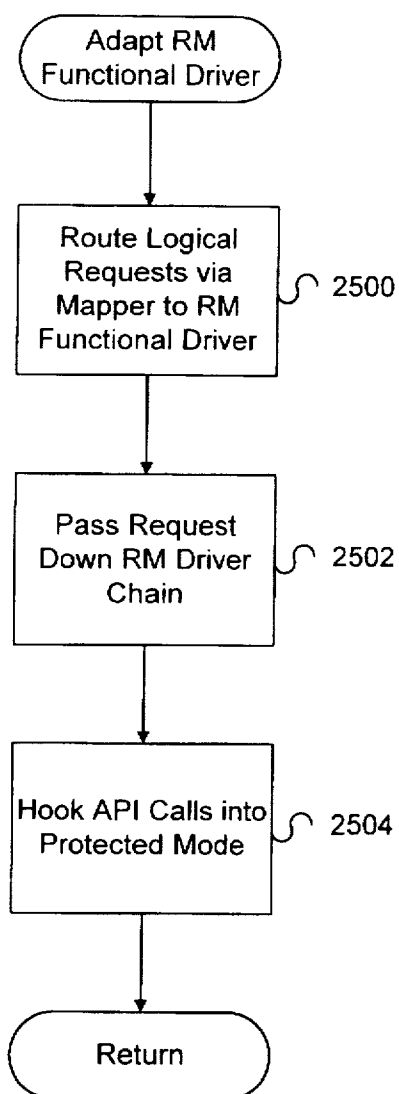 Adapt RM
Functional Driver
Route Logical
Requests via
Mapper to RM
Functional Driver
2500
Pass Request
Down RM Driver
Chain
2502
Hook API Calls into
Protected Mode
2504
Return